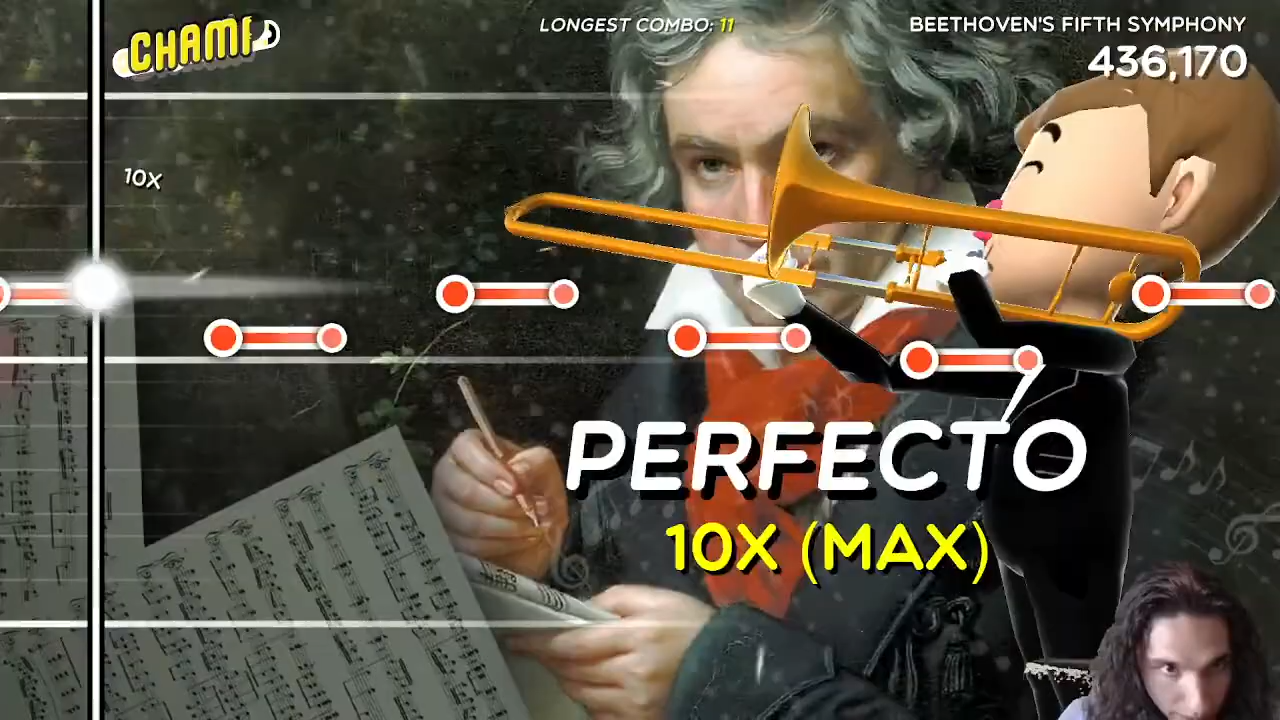 CHAMP
LONGEST COMBO: 11
BEETHOVEN'S FIFTH SYMPHONY
436,170
10X
PERFECTO
10X (MAX)